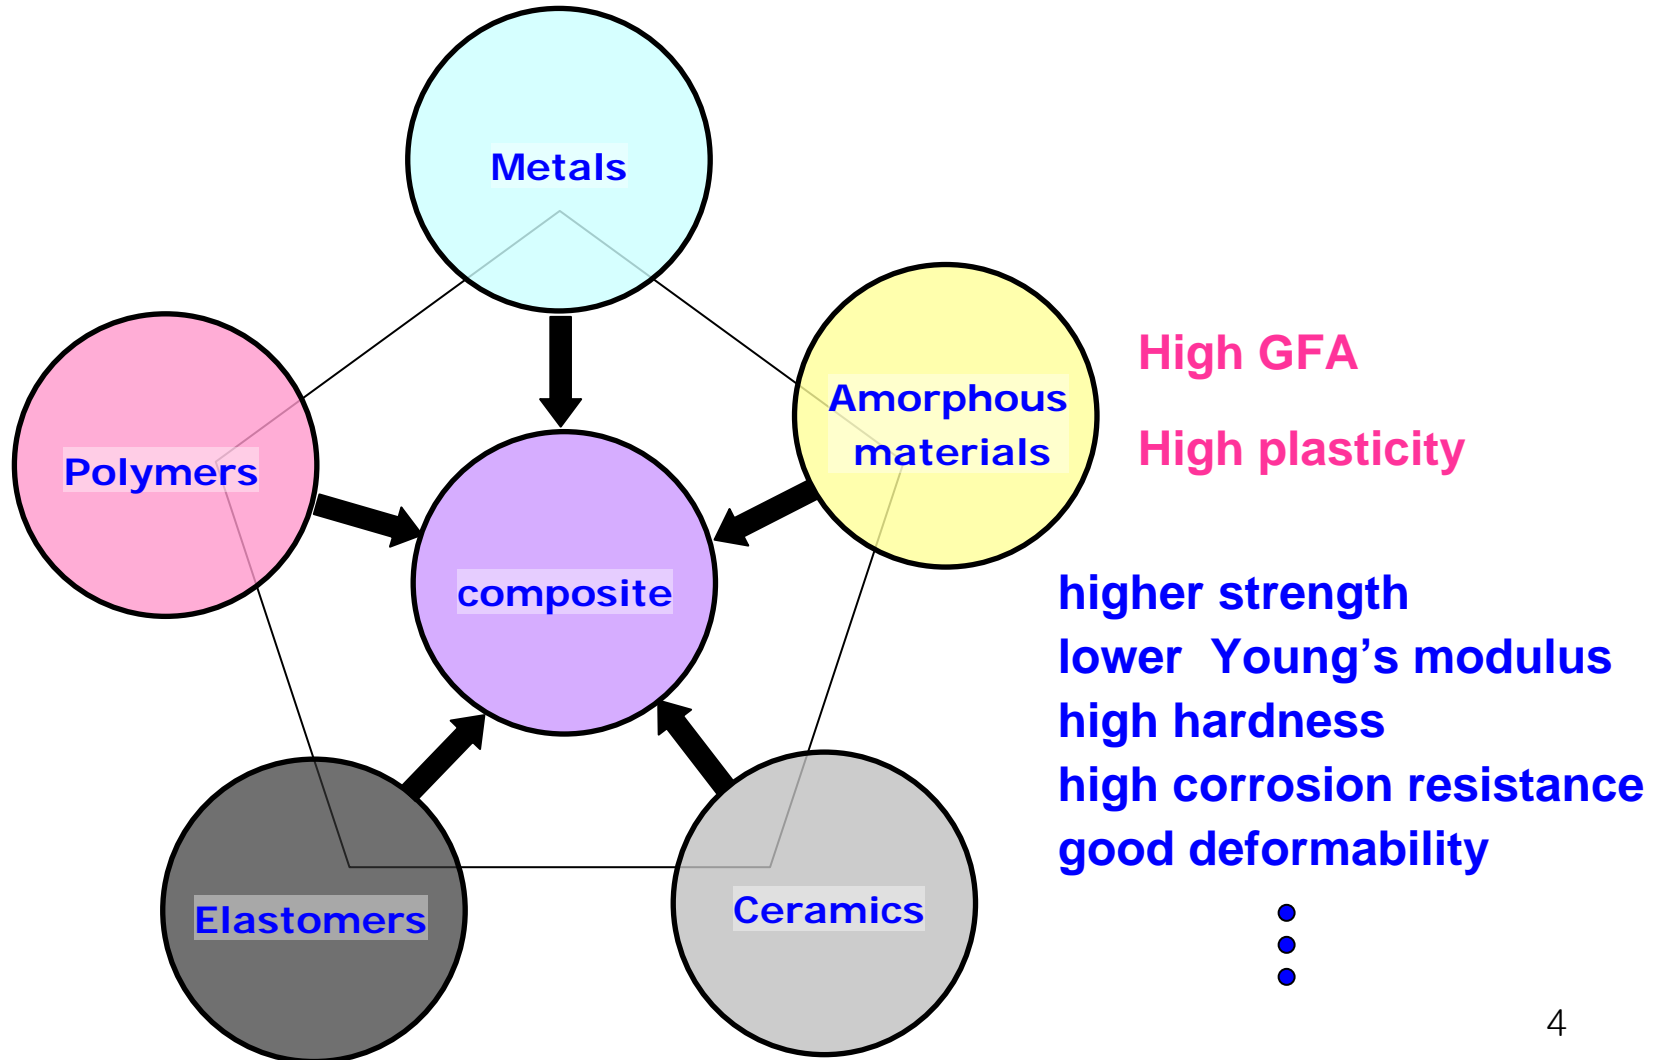 Metals
Amorphous
materials
Polymers
composite
Elastomers
Ceramics
High GFA
High plasticity
higher strength
lower  Young’s modulus
high hardness
high corrosion resistance
good deformability
4